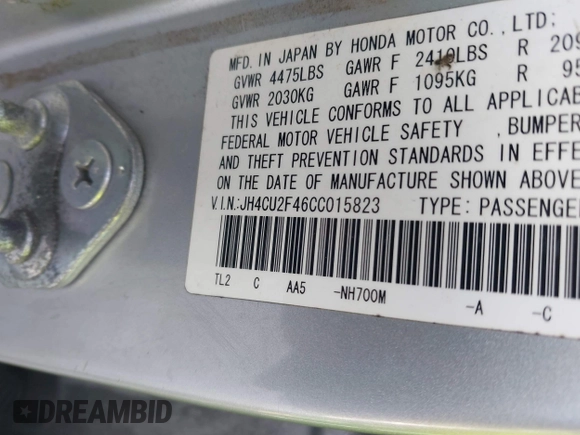 MFD. IN JAPAN BY HONDA MOTOR CO., LTD;
GVWR 4475LBS GAWR F 2410LBS R 209
GVWR 2030KG GAWR F 1095KG R 95
THIS VEHICLE CONFORMS TO ALL APPLICAB
FEDERAL MOTOR VEHICLE SAFETY , BUMPER
AND THEFT PREVENTION STANDARDS IN EFFE
ON THE DATE OF MANUFACTURE SHOWN ABOVE
V.I.N.:JH4CU2F46CC015823 TYPE: PASSENGE
TL2 C AA5 -NH700M -A -C
DREAMBID